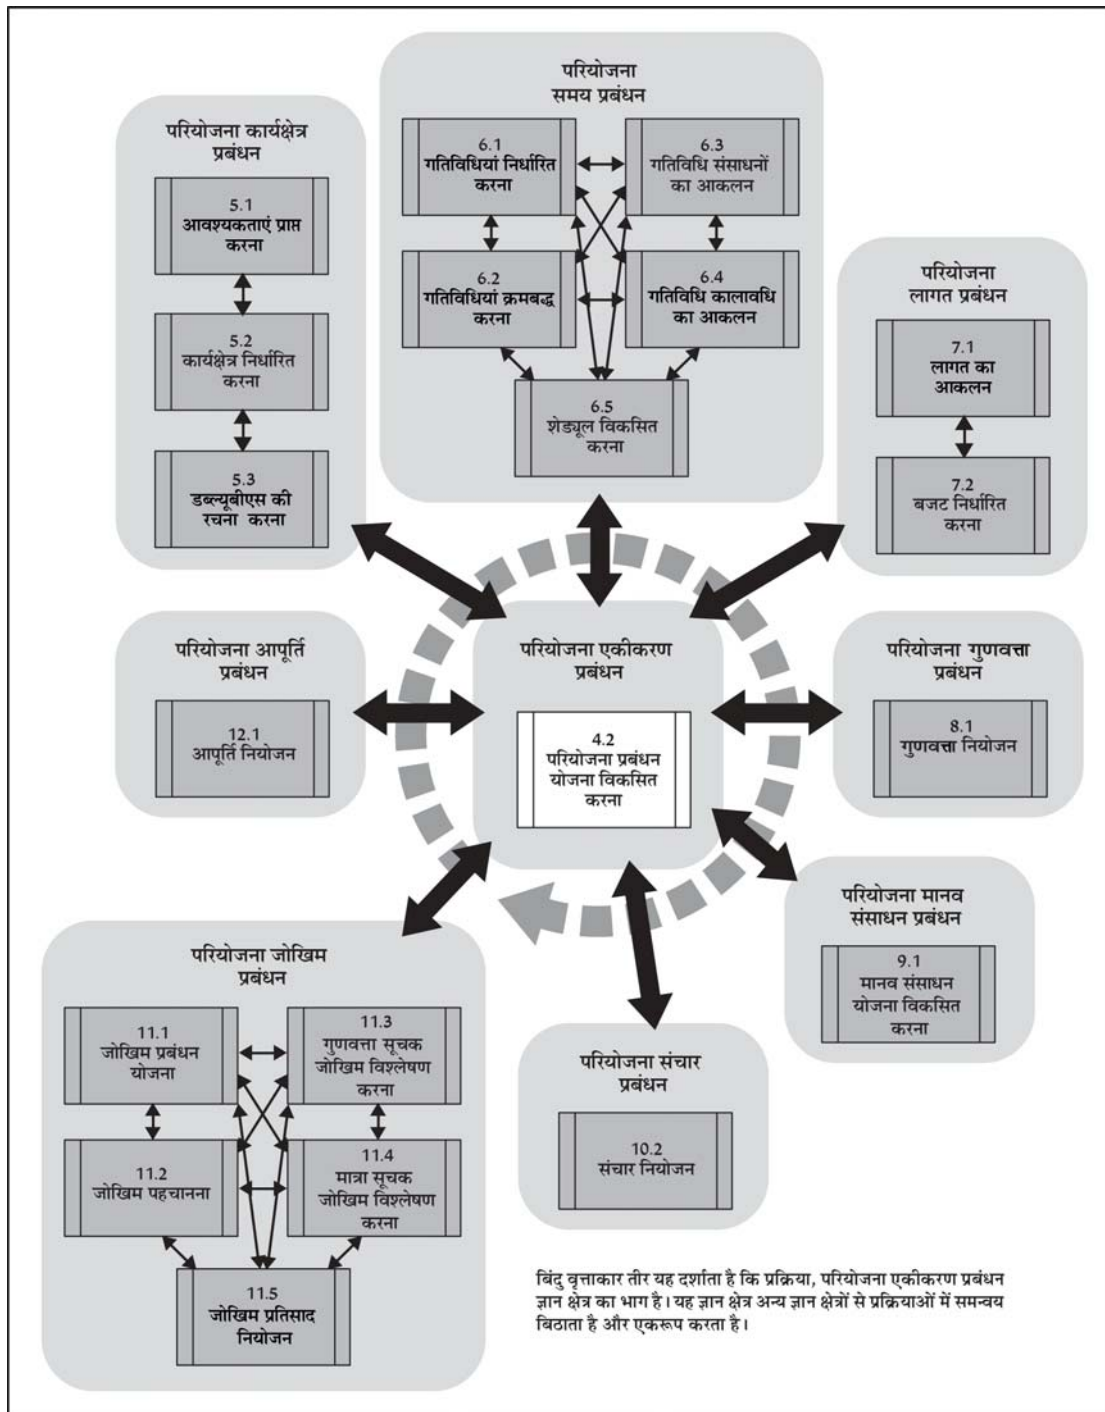 परियोजना
समय प्रबंधन
6.1
गतिविधियां निर्धारित
करना
6.3
गतिविधि संसाधनों
का आकलन
6.2
गतिविधियां क्रमबद्ध
करना
6.4
गतिविधि कालावधि
का आकलन
6.5
शेड्यूल विकसित
करना
परियोजना कार्यक्षेत्र
प्रबंधन
5.1
आवश्यकताएं प्राप्त
करना
5.2
कार्यक्षेत्र निर्धारित
करना
5.3
डब्ल्यूबीएस की
रचना करना
परियोजना
लागत प्रबंधन
7.1
लागत का
आकलन
7.2
बजट निर्धारित
करना
परियोजना आपूर्ति
प्रबंधन
12.1
आपूर्ति नियोजन
परियोजना एकीकरण
प्रबंधन
4.2
परियोजना प्रबंधन
योजना विकसित
करना
परियोजना गुणवत्ता
प्रबंधन
8.1
गुणवत्ता नियोजन
परियोजना मानव
संसाधन प्रबंधन
9.1
मानव संसाधन
योजना विकसित
करना
परियोजना जोखिम
प्रबंधन
11.1
जोखिम प्रबंधन
योजना
11.3
गुणवत्ता सूचक
जोखिम विश्लेषण
करना
11.2
जोखिम पहचानना
11.4
मात्रा सूचक
जोखिम विश्लेषण
करना
11.5
जोखिम प्रतिसाद
नियोजन
परियोजना संचार
प्रबंधन
10.2
संचार नियोजन
बिंदु वृत्ताकार तीर यह दर्शाता है कि प्रक्रिया, परियोजना एकीकरण प्रबंधन
ज्ञान क्षेत्र का भाग है। यह ज्ञान क्षेत्र अन्य ज्ञान क्षेत्रों से प्रक्रियाओं में समन्वय
बिठाता है और एकरूप करता है।